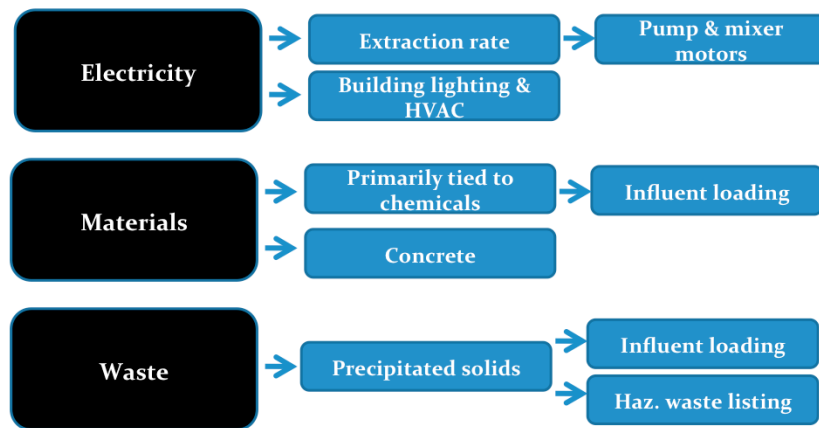 Electricity
Extraction rate
Pump & mixer
motors
Building lighting &
HVAC
Materials
Primarily tied to
chemicals
Influent loading
Concrete
Waste
Precipitated solids
Influent loading
Haz. waste listing